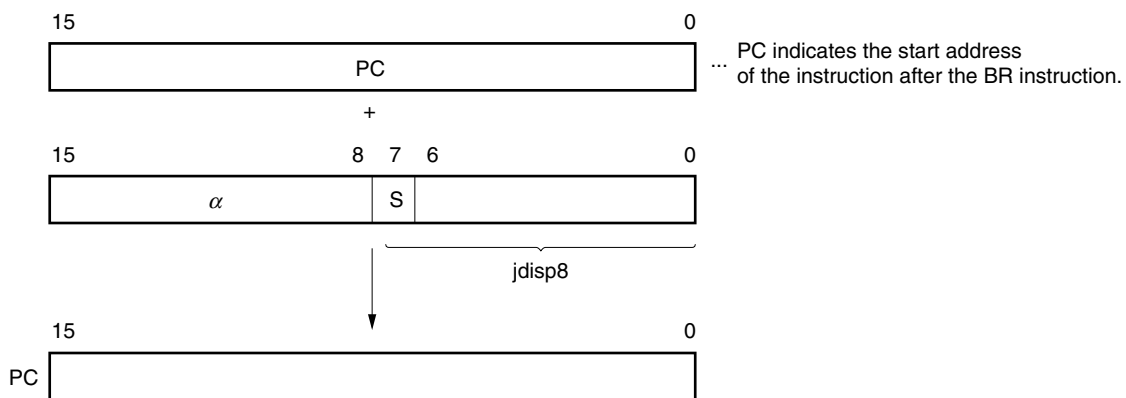 15 0
PC
... PC indicates the start address
of the instruction after the BR instruction.
+
15 8 7 6 0
α S
jdisp8
15 0
PC